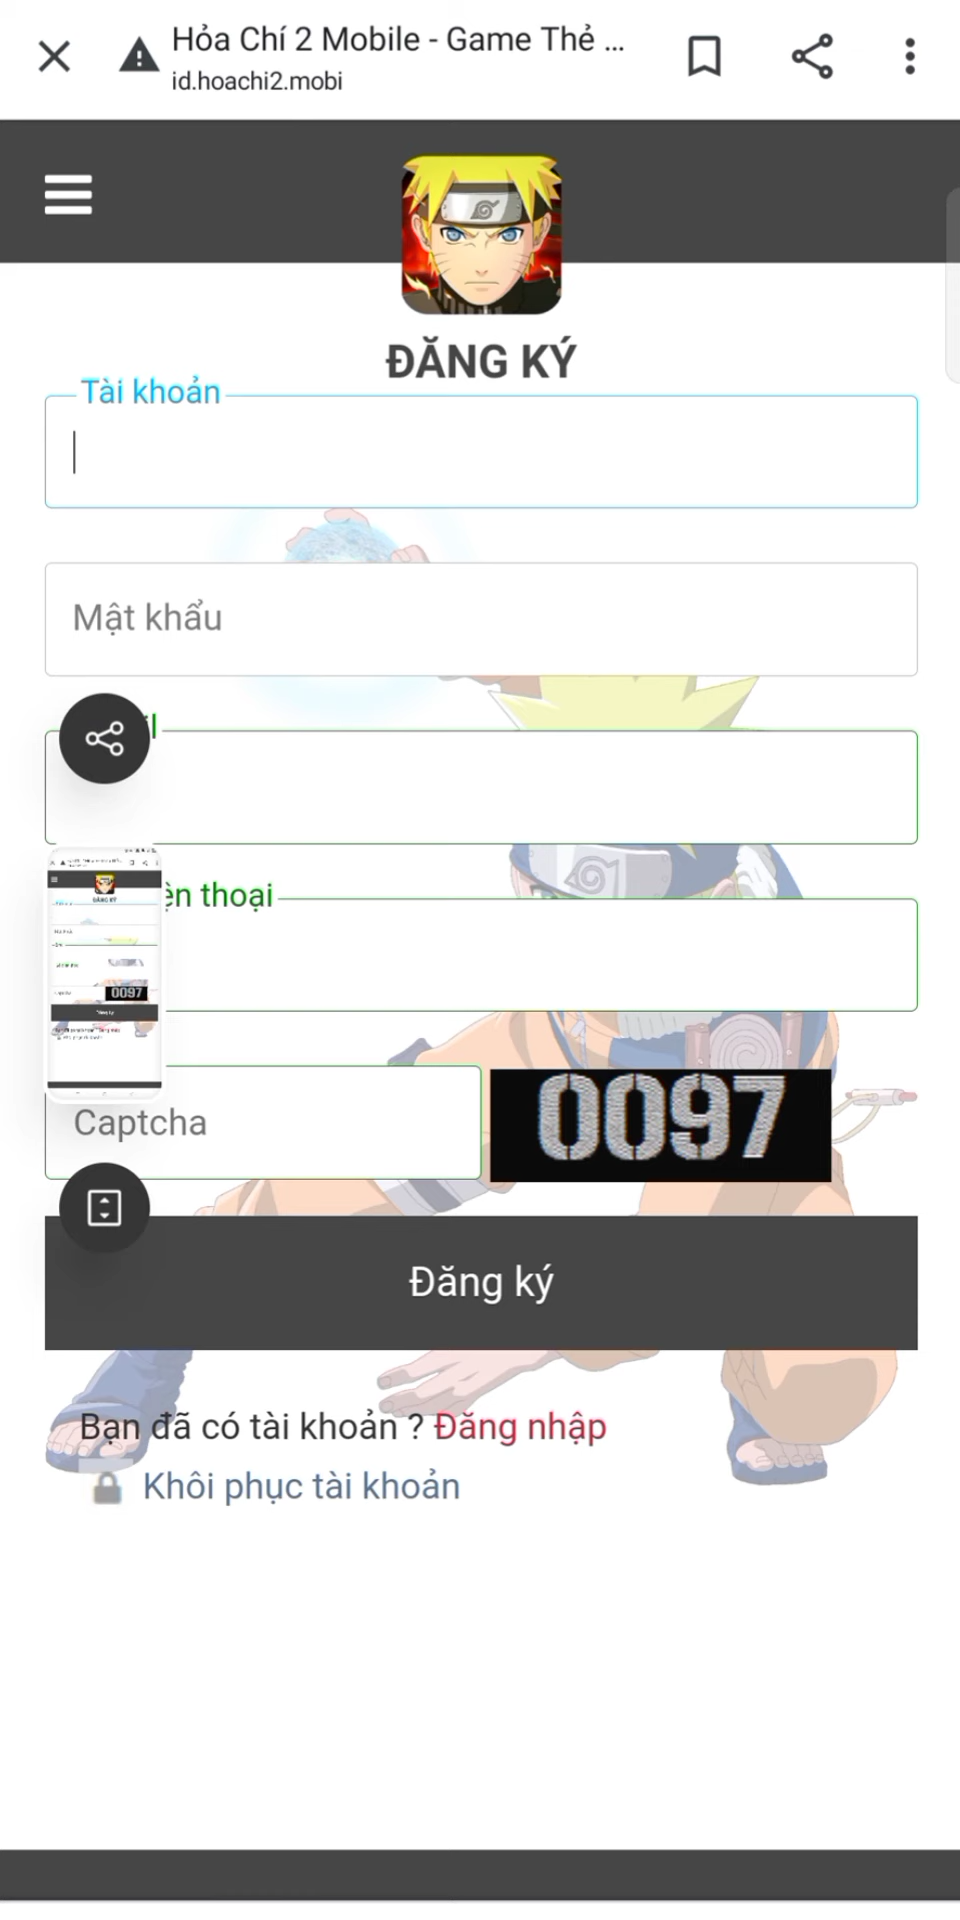 Hỏa Chí 2 Mobile - Game Thẻ ...
id.hoachi2.mobi
ĐĂNG KÝ
Tài khoản
Mật khẩu
thoại
0097
Captcha
Đăng ký
Bạn đã có tài khoản ? Đăng nhập
Khôi phục tài khoản